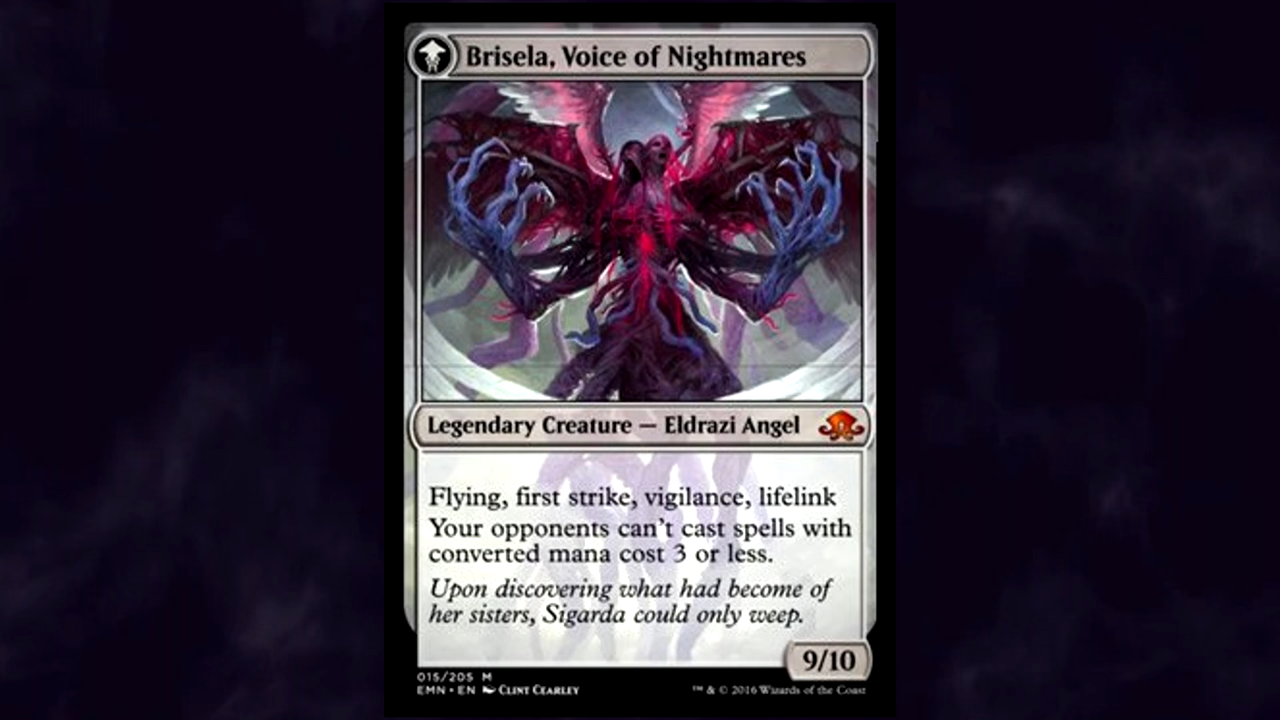 Brisela, Voice of Nightmares
Legendary Creature — Eldrazi Angel
Flying, first strike, vigilance, lifelink
Your opponents can't cast spells with
converted mana cost 3 or less.
Upon discovering what had become of
her sisters, Sigarda could only weep.
9/10
015/205 M
EMN • EN Clint Cearley
™ & © 2016 Wizards of the Coast